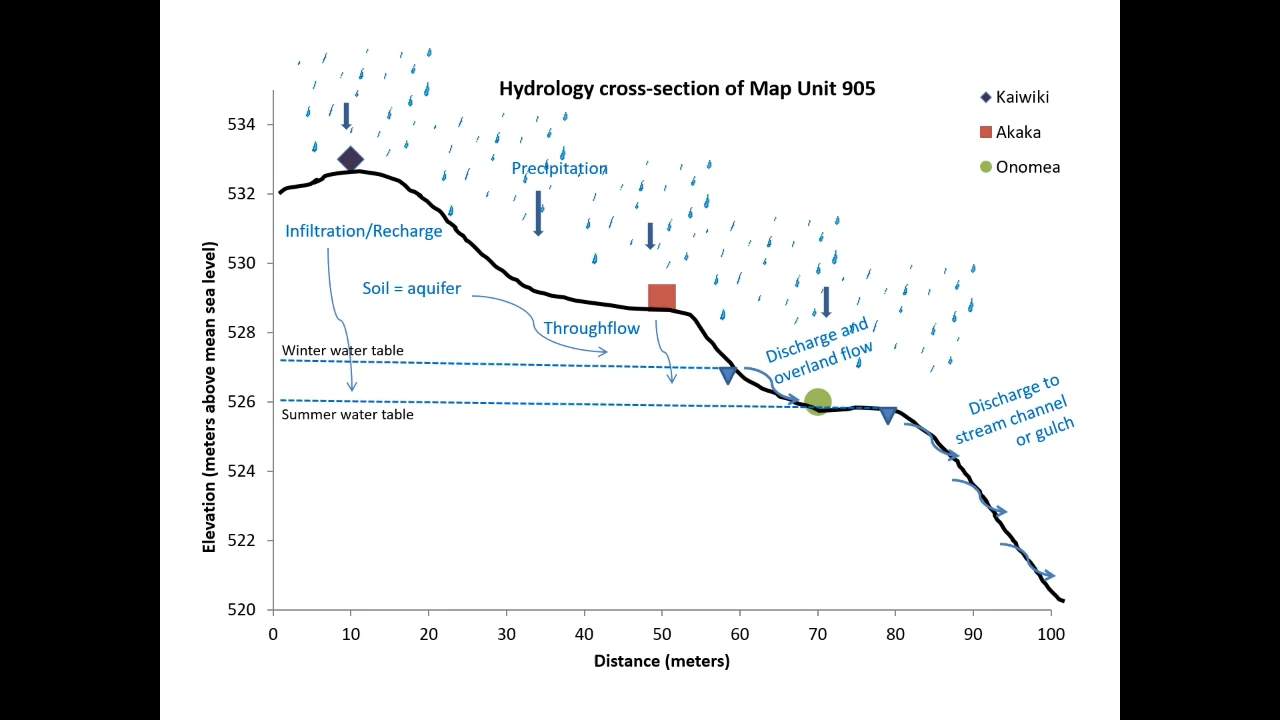 Hydrology cross-section of Map Unit 905
Kaiwiki
Akaka
Onomea
Elevation (meters above mean sea level)
534
532
530
528
526
524
522
520
Precipitation
Infiltration/Recharge
Soil = aquifer
Throughflow
Discharge and
overland flow
Winter water table
Summer water table
Discharge to
stream channel
or gulch
0 10 20 30 40 50 60 70 80 90 100
Distance (meters)